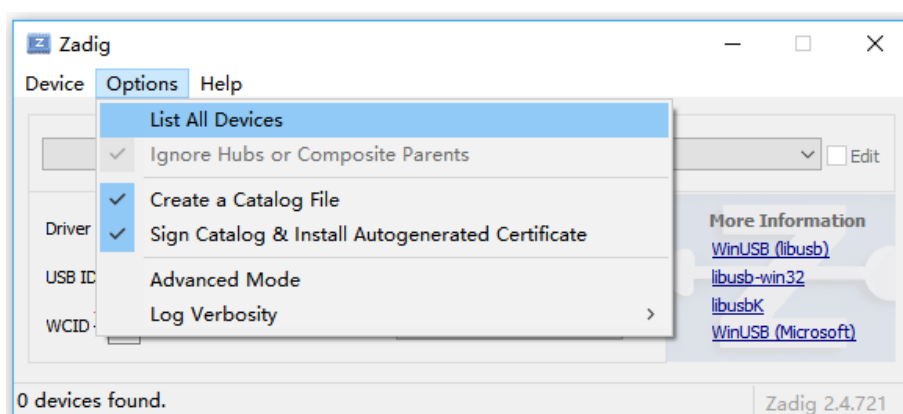 Zadig
Device Options Help
List All Devices
Ignore Hubs or Composite Parents
Edit
Create a Catalog File
Sign Catalog & Install Autogenerated Certificate
Advanced Mode
Log Verbosity
Driver
USB ID
WCID
More Information
WinUSB (libusb)
libusb-win32
libusbK
WinUSB (Microsoft)
0 devices found.
Zadig 2.4.721